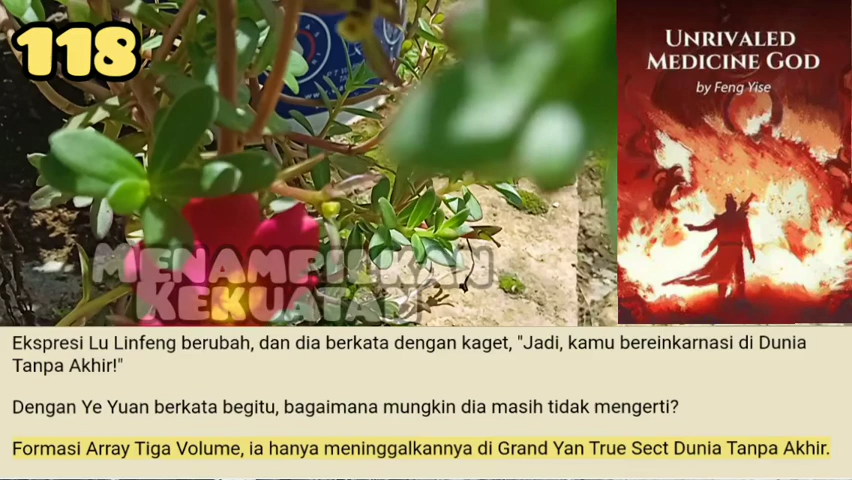 118
UNRIVALED
MEDICINE GOD
by Feng Yise
MENAMPILKAN
KEKUATAN
Ekspresi Lu Linfeng berubah, dan dia berkata dengan kaget, "Jadi, kamu bereinkarnasi di Dunia
Tanpa Akhir!"
Dengan Ye Yuan berkata begitu, bagaimana mungkin dia masih tidak mengerti?
Formasi Array Tiga Volume, ia hanya meninggalkannya di Grand Yan True Sect Dunia Tanpa Akhir.